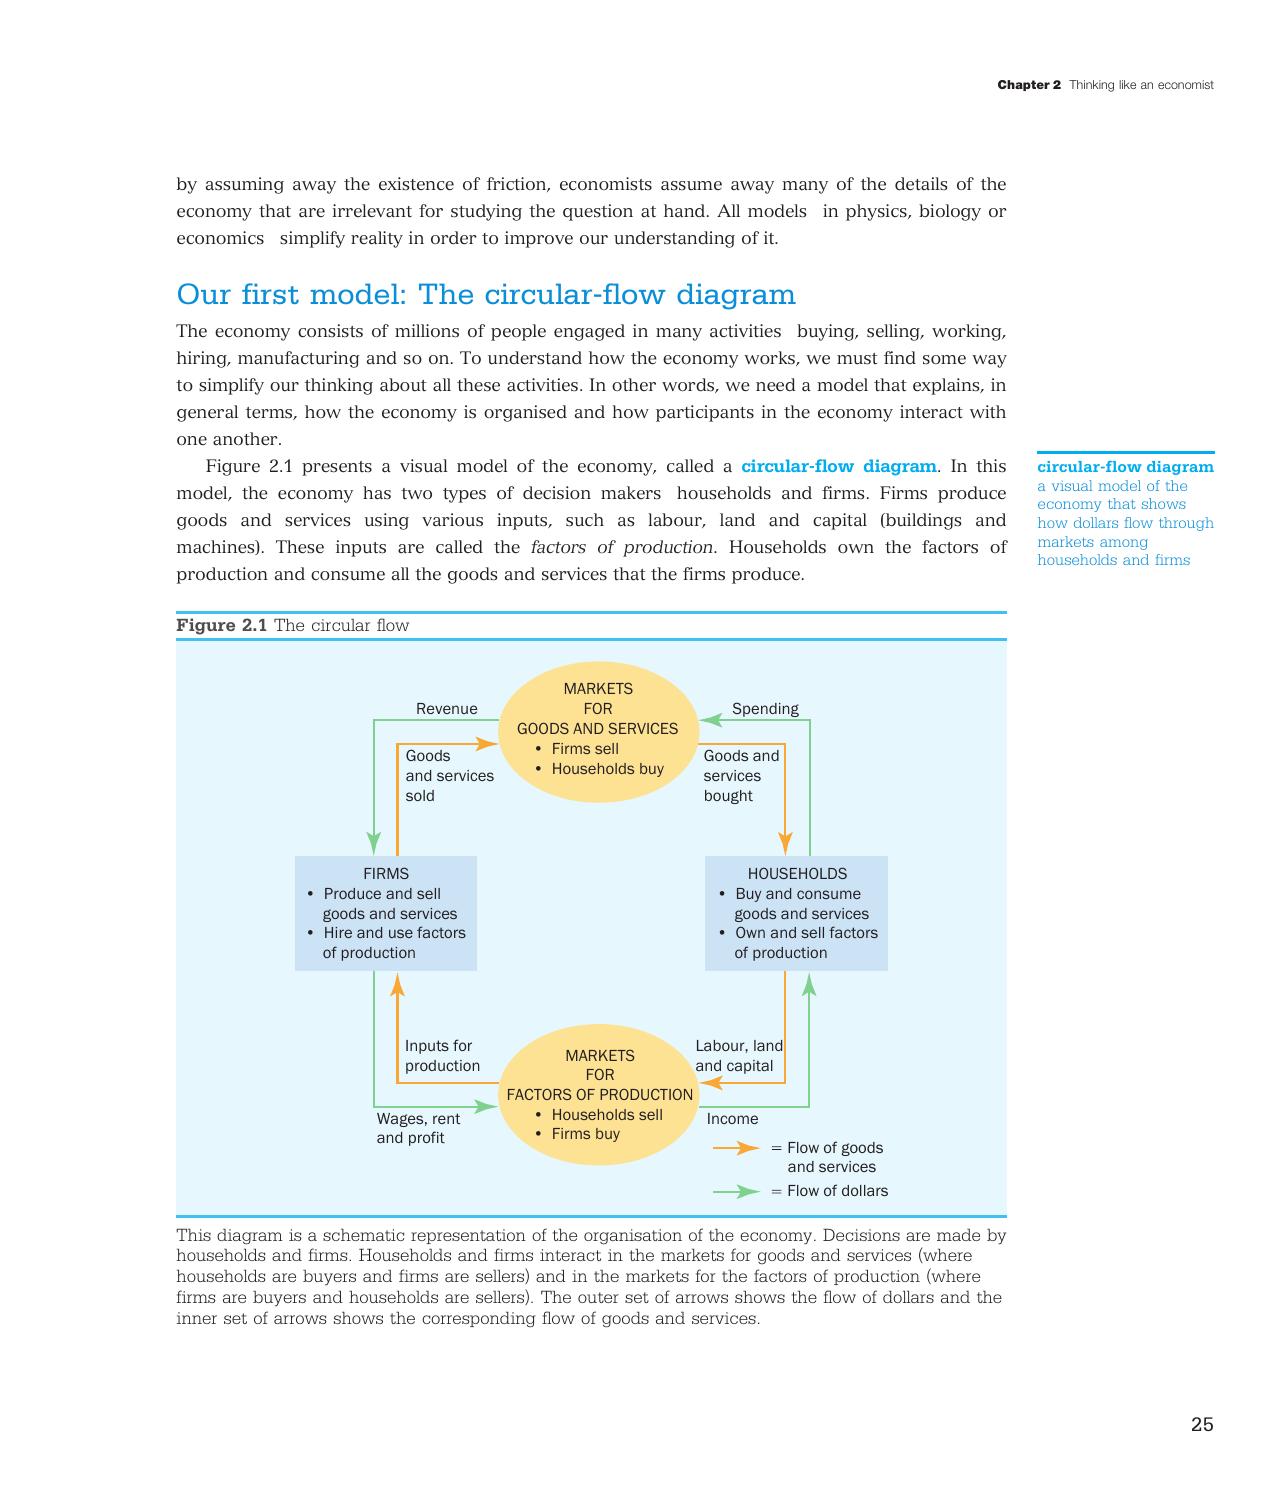 Chapter 2 Thinking like an economist
by assuming away the existence of friction, economists assume away many of the details of the
economy that are irrelevant for studying the question at hand. All models in physics, biology or
economics simplify reality in order to improve our understanding of it.
Our first model: The circular-flow diagram
The economy consists of millions of people engaged in many activities buying, selling, working,
hiring, manufacturing and so on. To understand how the economy works, we must find some way
to simplify our thinking about all these activities. In other words, we need a model that explains, in
general terms, how the economy is organised and how participants in the economy interact with
one another.
Figure 2.1 presents a visual model of the economy, called a circular-flow diagram. In this
model, the economy has two types of decision makers households and firms. Firms produce
goods and services using various inputs, such as labour, land and capital (buildings and
machines). These inputs are called the factors of production. Households own the factors of
production and consume all the goods and services that the firms produce.
circular-flow diagram
a visual model of the
economy that shows
how dollars flow through
markets among
households and firms
Figure 2.1 The circular flow
MARKETS
FOR
GOODS AND SERVICES
• Firms sell
• Households buy
Revenue
Spending
Goods
and services
sold
Goods and
services
bought
FIRMS
• Produce and sell
goods and services
• Hire and use factors
of production
HOUSEHOLDS
• Buy and consume
goods and services
• Own and sell factors
of production
Inputs for
production
Labour, land
and capital
MARKETS
FOR
FACTORS OF PRODUCTION
• Households sell
• Firms buy
Wages, rent
and profit
Income
= Flow of goods
and services
= Flow of dollars
This diagram is a schematic representation of the organisation of the economy. Decisions are made by
households and firms. Households and firms interact in the markets for goods and services (where
households are buyers and firms are sellers) and in the markets for the factors of production (where
firms are buyers and households are sellers). The outer set of arrows shows the flow of dollars and the
inner set of arrows shows the corresponding flow of goods and services.
25